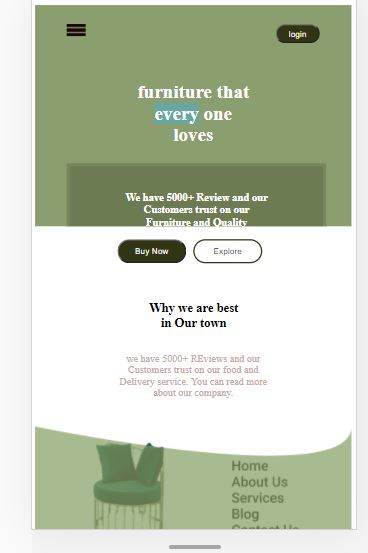 login
furniture that
every one
loves
We have 5000+ Review and our
Customers trust on our
Furniture and Quality
Buy Now
Explore
Why we are best
in Our town
we have 5000+ REviews and our
Customers trust on our food and
Delivery service. You can read more
about our company.
Home
About Us
Services
Blog
Contact Us